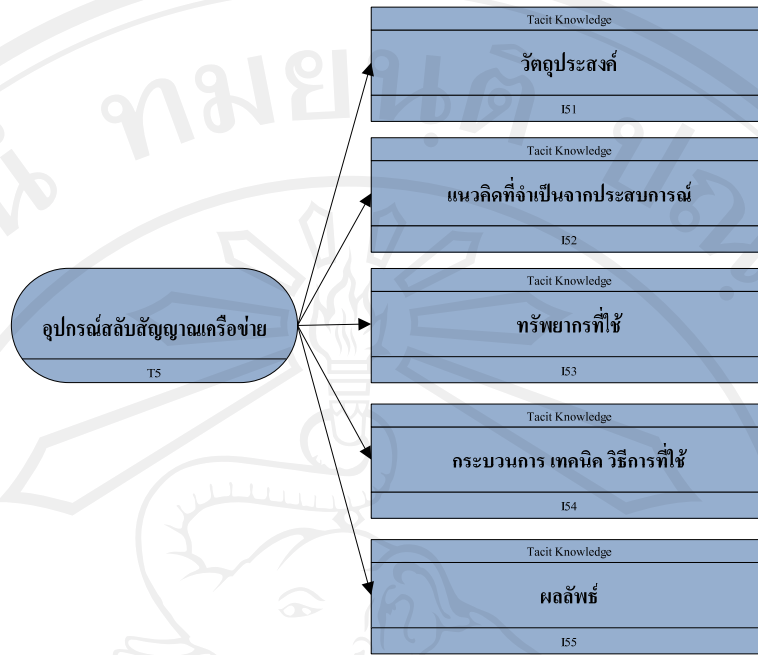 Tacit Knowledge
วัตถุประสงค์
I51
Tacit Knowledge
แนวคิดที่จำเป็นจากประสบการณ์
I52
อุปกรณ์สลับสัญญาณเครือข่าย
T5
Tacit Knowledge
ทรัพยากรที่ใช้
I53
Tacit Knowledge
กระบวนการ เทคนิค วิธีการที่ใช้
I54
Tacit Knowledge
ผลลัพธ์
I55